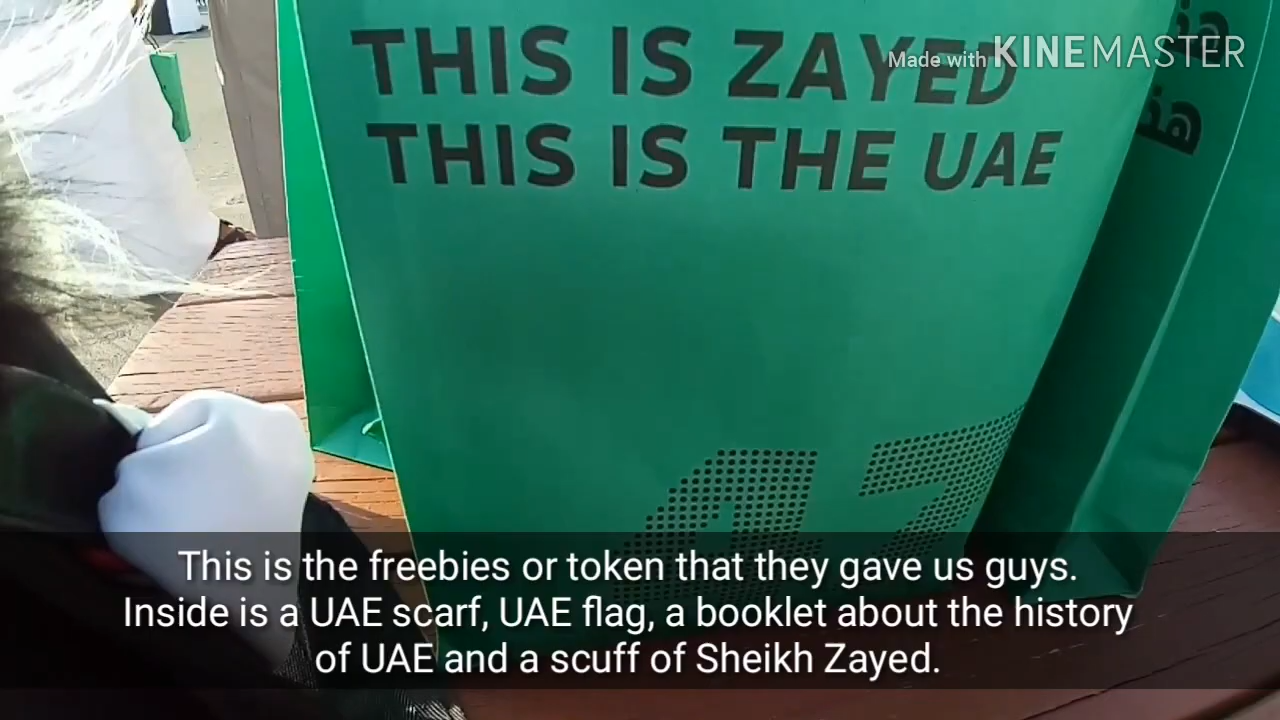 THIS IS ZAYED
THIS IS THE UAE
Made with KINEMASTER
47
This is the freebies or token that they gave us guys.
Inside is a UAE scarf, UAE flag, a booklet about the history
of UAE and a scuff of Sheikh Zayed.